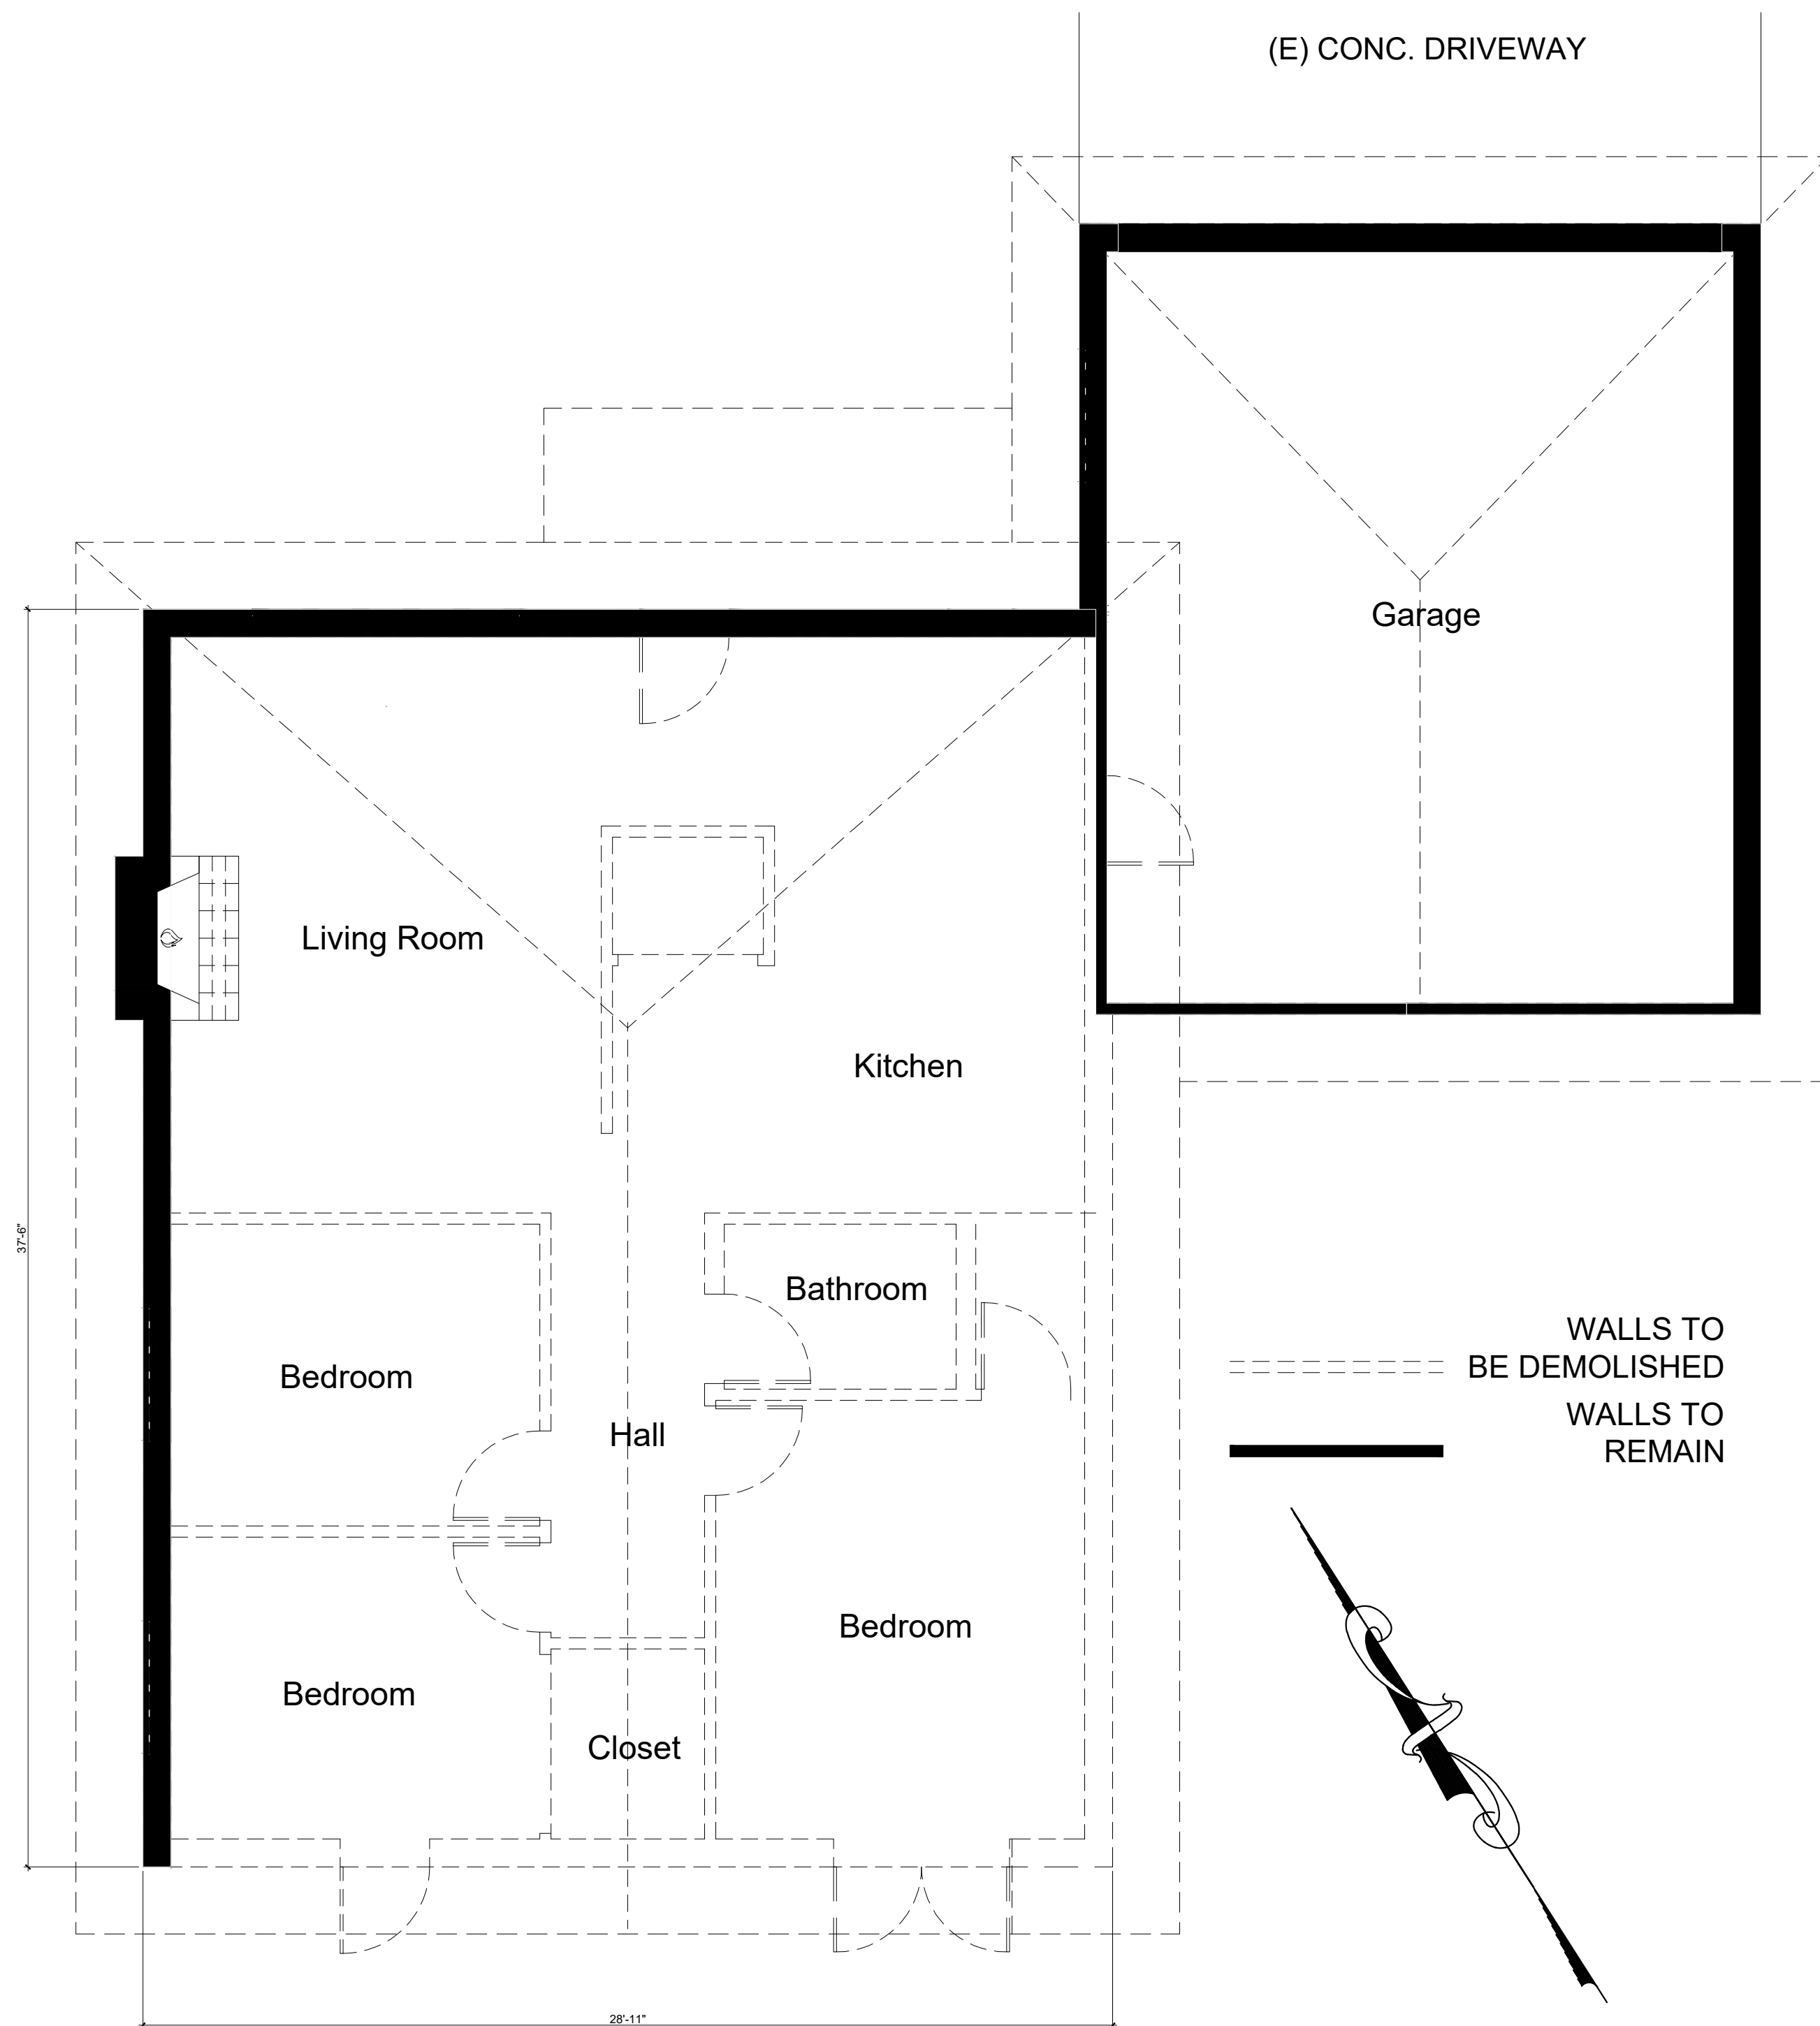 (E) CONC. DRIVEWAY
Garage
Living Room
Kitchen
Bathroom
Bedroom
Hall
Bedroom
Bedroom
Closet
37'-6"
28'-11"
WALLS TO
BE DEMOLISHED
WALLS TO
REMAIN